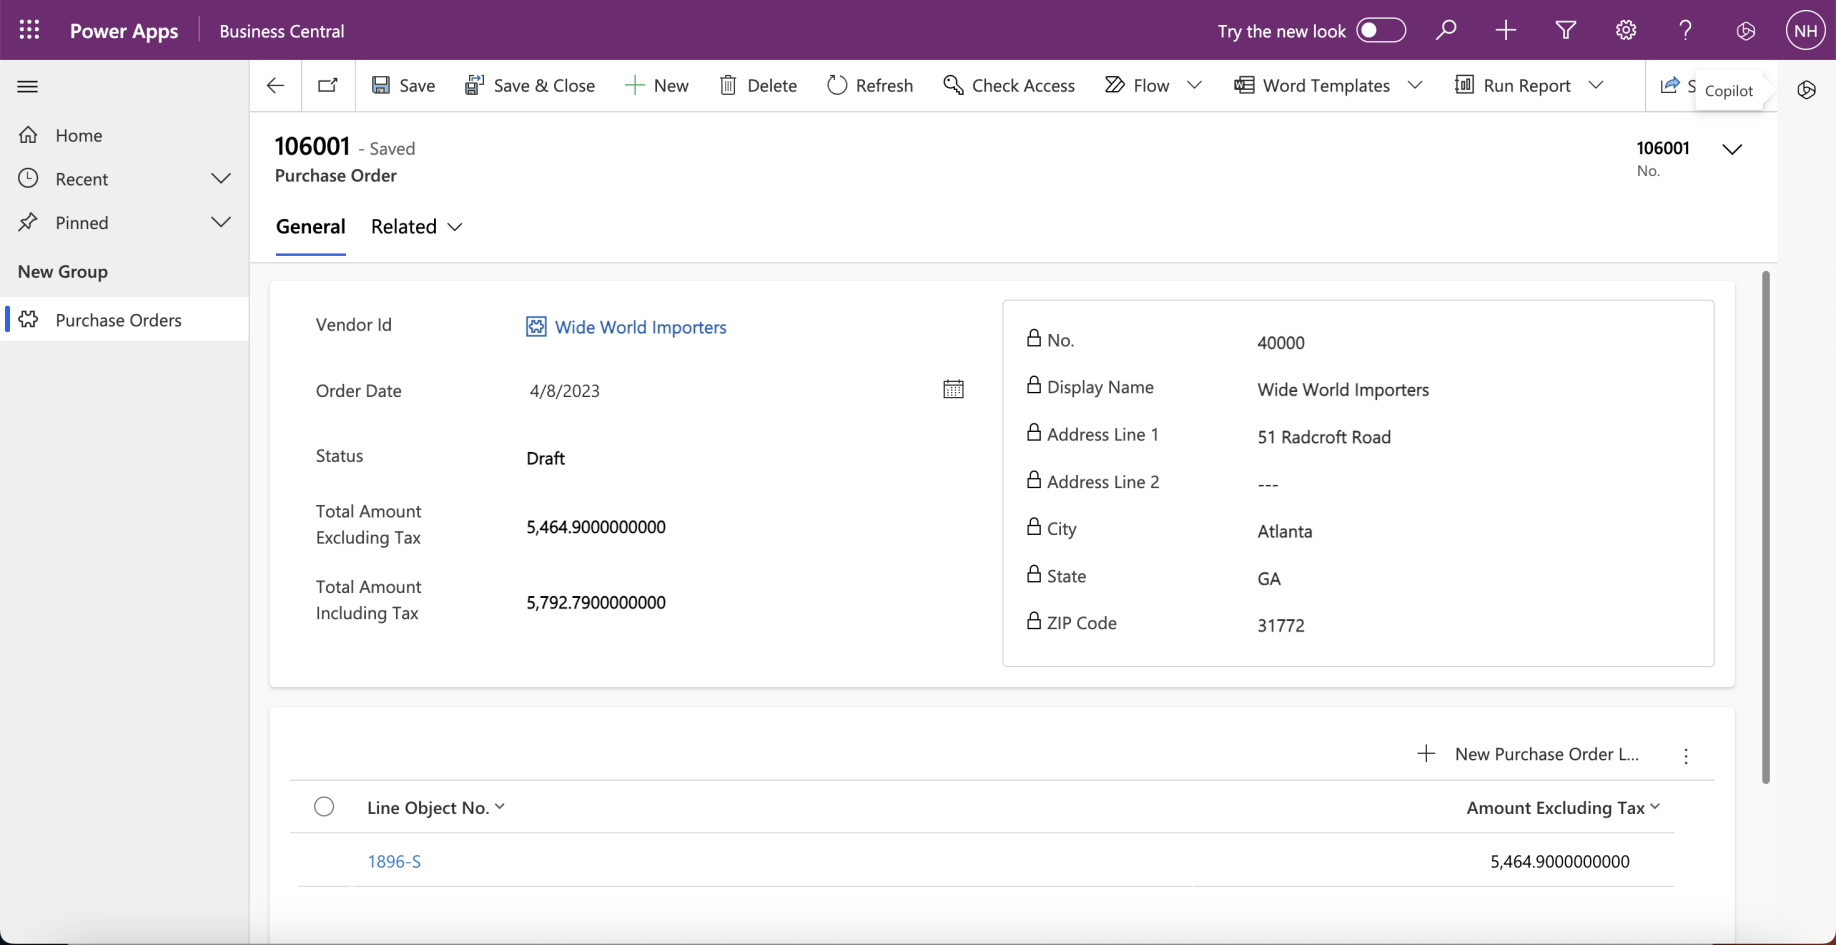 Power Apps
Business Central
Try the new look
NH
Save
Save & Close
New
Delete
Refresh
Check Access
Flow
Word Templates
Run Report
S
Copilot
Home
Recent
Pinned
New Group
Purchase Orders
106001 - Saved
Purchase Order
106001
No.
General
Related
Vendor Id
Wide World Importers
Order Date
4/8/2023
Status
Draft
Total Amount
Excluding Tax
5,464.9000000000
Total Amount
Including Tax
5,792.7900000000
No.
40000
Display Name
Wide World Importers
Address Line 1
51 Radcroft Road
Address Line 2
---
City
Atlanta
State
GA
ZIP Code
31772
New Purchase Order L...
Line Object No.
Amount Excluding Tax
1896-S
5,464.9000000000